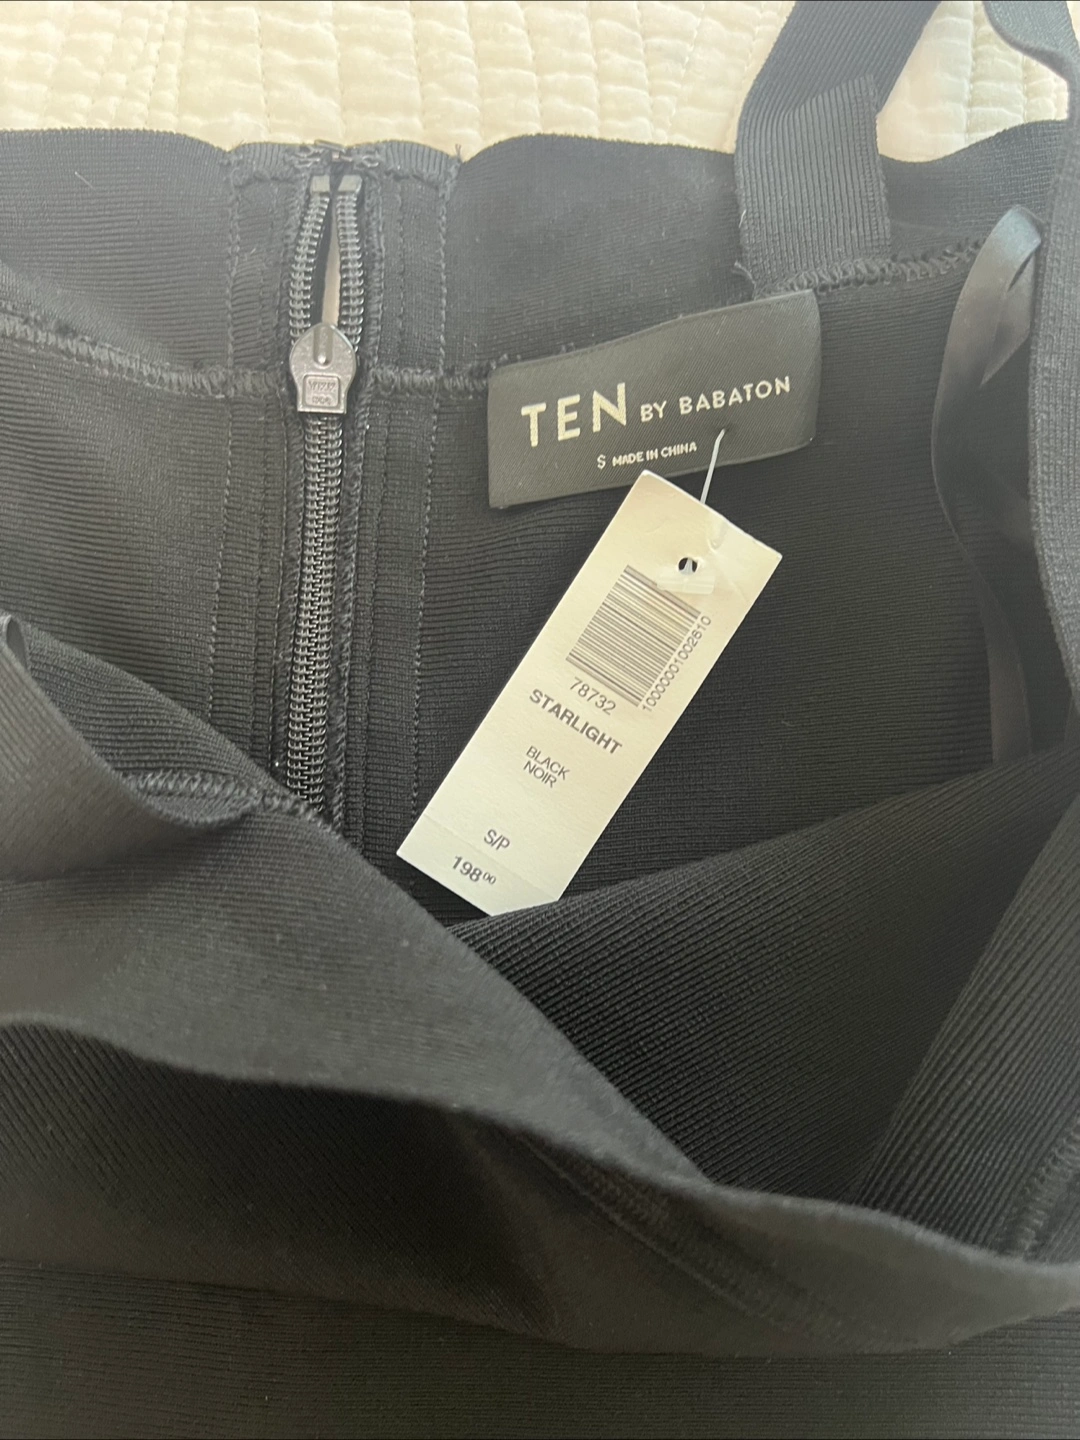 TEN BY BABATON
S MADE IN CHINA
1000001002610
78732
STARLIGHT
BLACK
NOIR
S/P
198.00